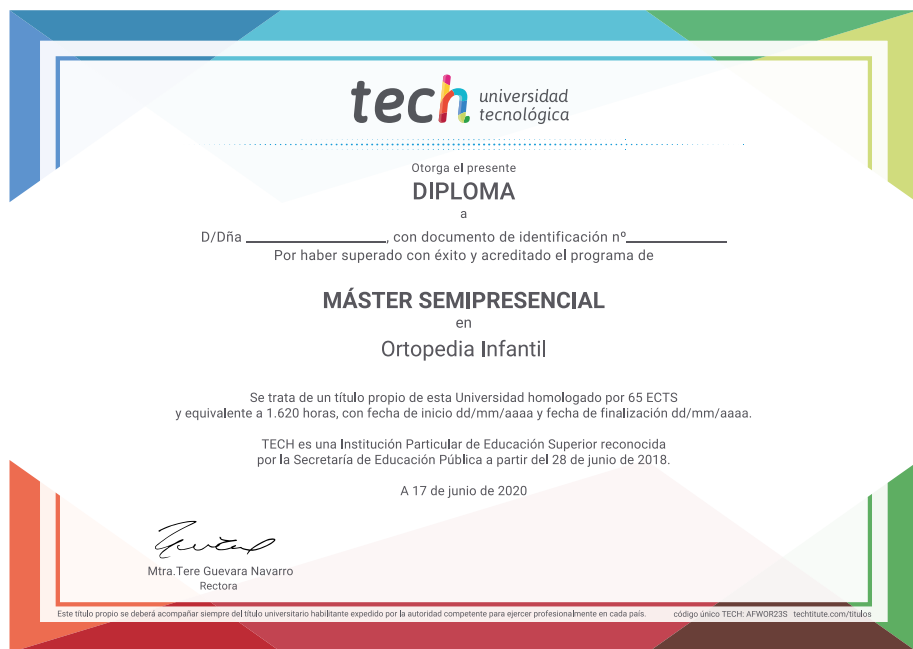 tech universidad
tecnológica
Otorga el presente
DIPLOMA
a
D/Dña ________________, con documento de identificación nº____________
Por haber superado con éxito y acreditado el programa de
MÁSTER SEMIPRESENCIAL
en
Ortopedia Infantil
Se trata de un título propio de esta Universidad homologado por 65 ECTS
y equivalente a 1.620 horas, con fecha de inicio dd/mm/aaaa y fecha de finalización dd/mm/aaaa.
TECH es una Institución Particular de Educación Superior reconocida
por la Secretaría de Educación Pública a partir del 28 de junio de 2018.
A 17 de junio de 2020
Mtra.Tere Guevara Navarro
Rectora
Este título propio se deberá acompañar siempre del título universitario habilitante expedido por la autoridad competente para ejercer profesionalmente en cada país. código único TECH: AFWOR23S techtitute.com/titulos